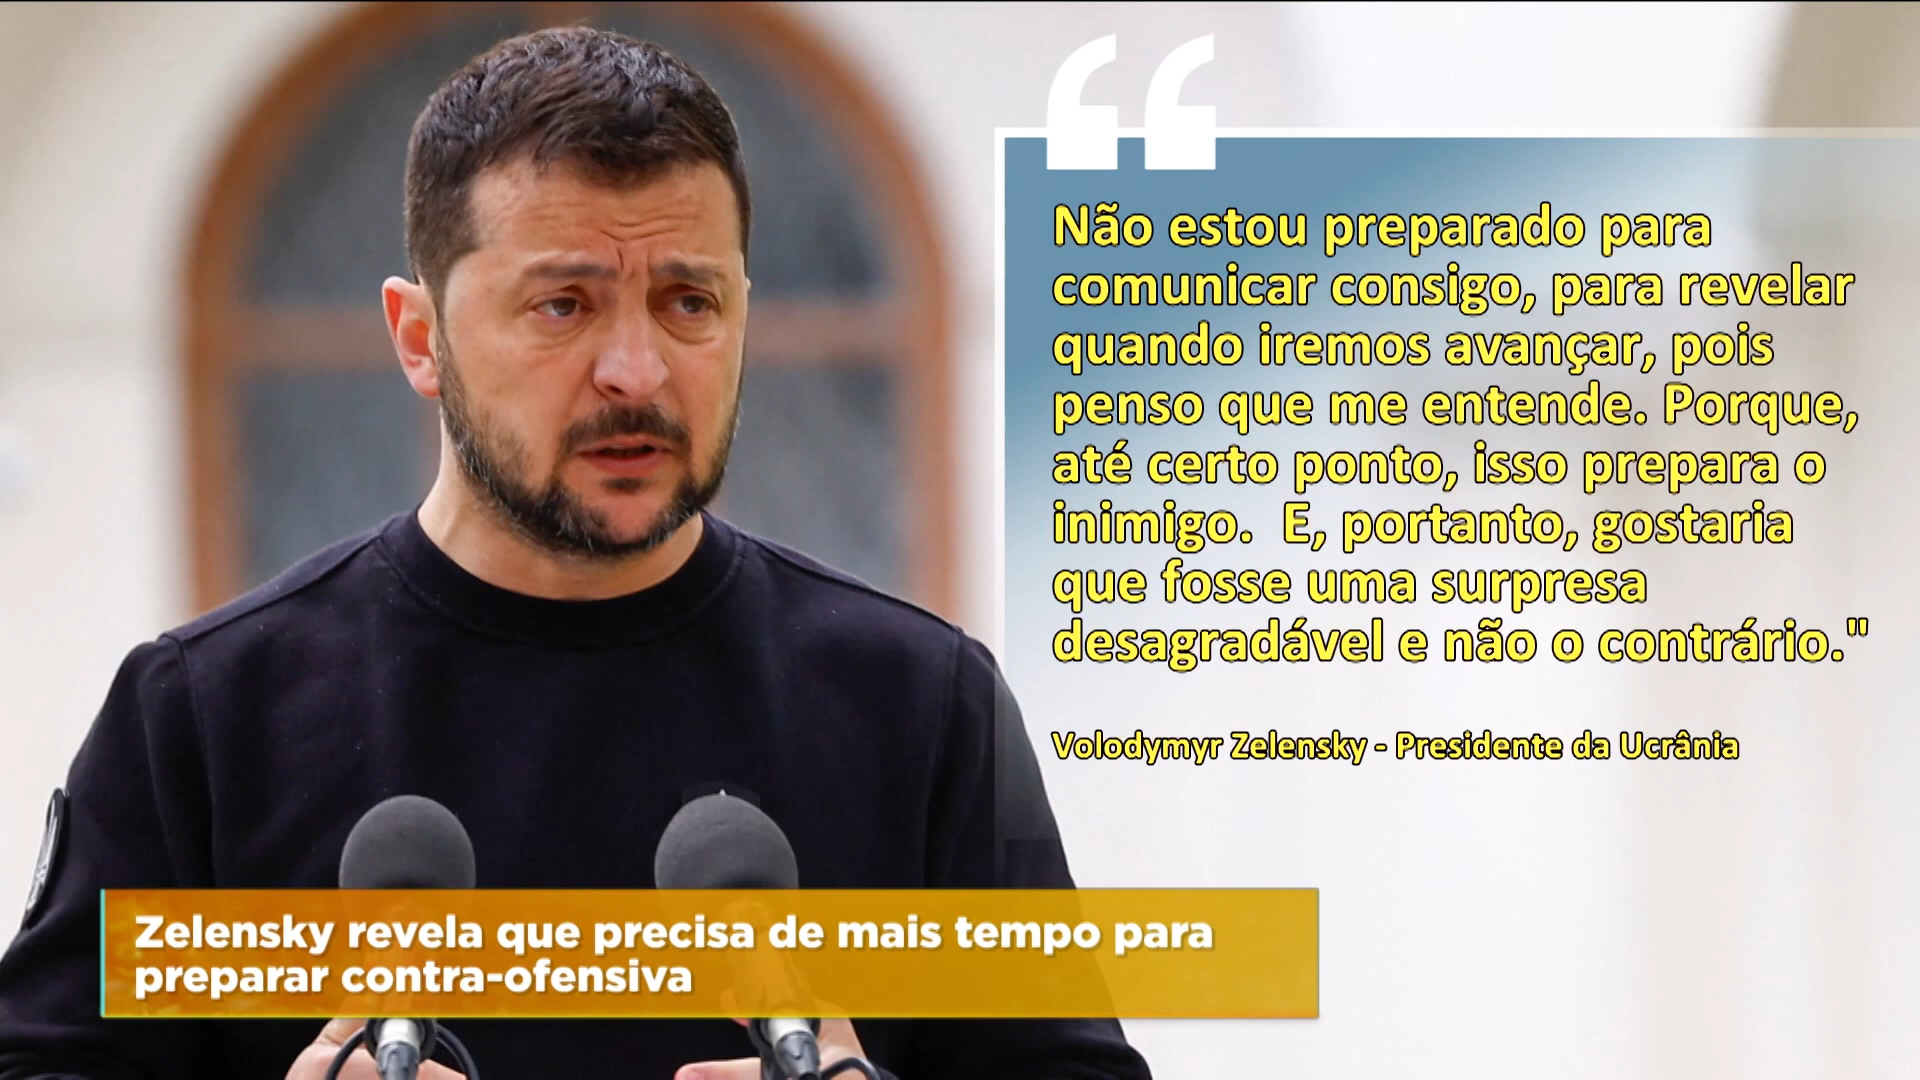 Não estou preparado para
comunicar consigo, para revelar
quando iremos avançar, pois
penso que me entende. Porque,
até certo ponto, isso prepara o
inimigo.  E, portanto, gostaria
que fosse uma surpresa
desagradável e não o contrário."
Volodymyr Zelensky - Presidente da Ucrânia
Zelensky revela que precisa de mais tempo para
preparar contra-ofensiva